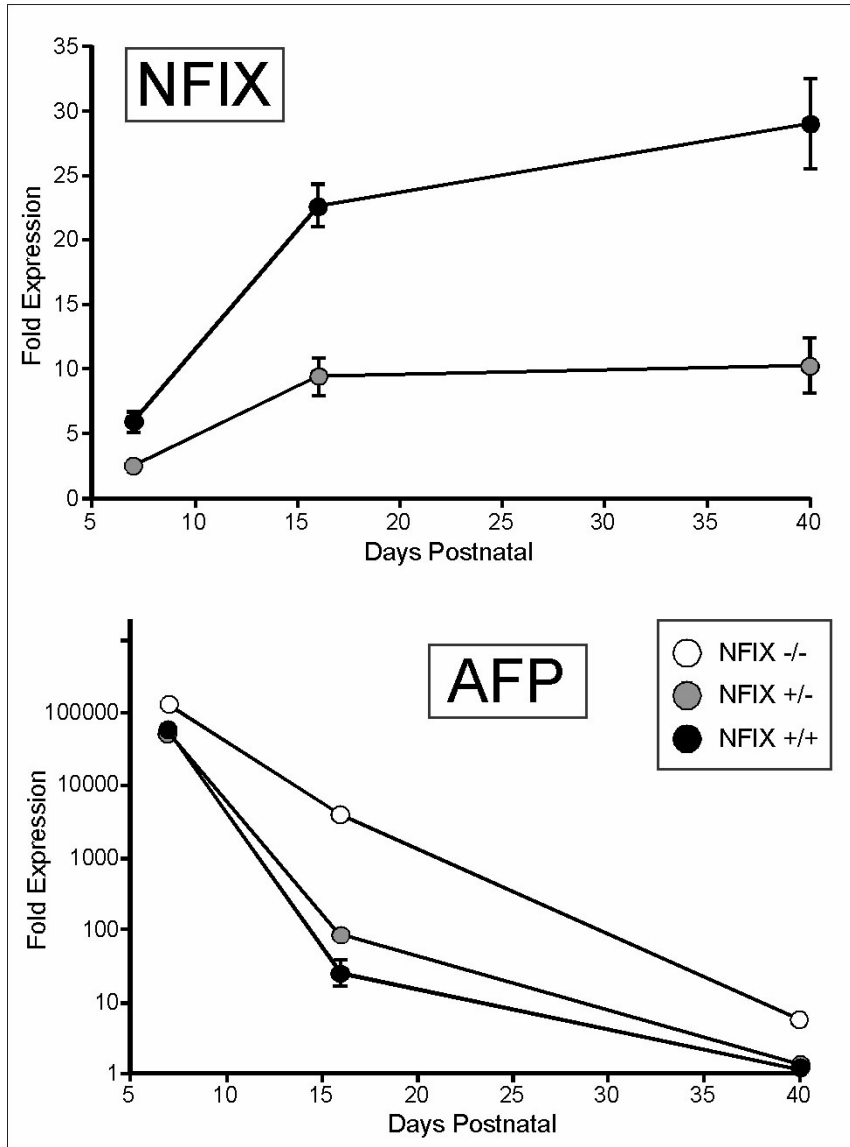 NFIX
35
30
25
20
15
10
5
0
Fold Expression
5 10 15 20 25 30 35 40
Days Postnatal
AFP
NFIX -/-
NFIX +/-
NFIX +/+
100000
10000
1000
100
10
1
Fold Expression
5 10 15 20 25 30 35 40
Days Postnatal